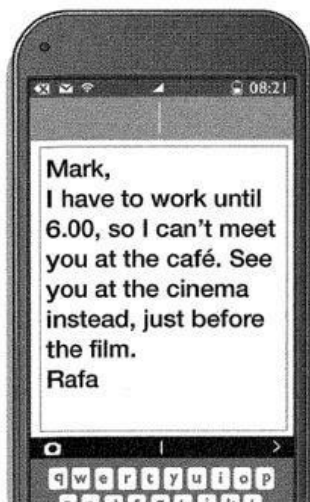 08:21
Mark,
I have to work until
6.00, so I can't meet
you at the café. See
you at the cinema
instead, just before
the film.
Rafa
q w e r t y u i o p